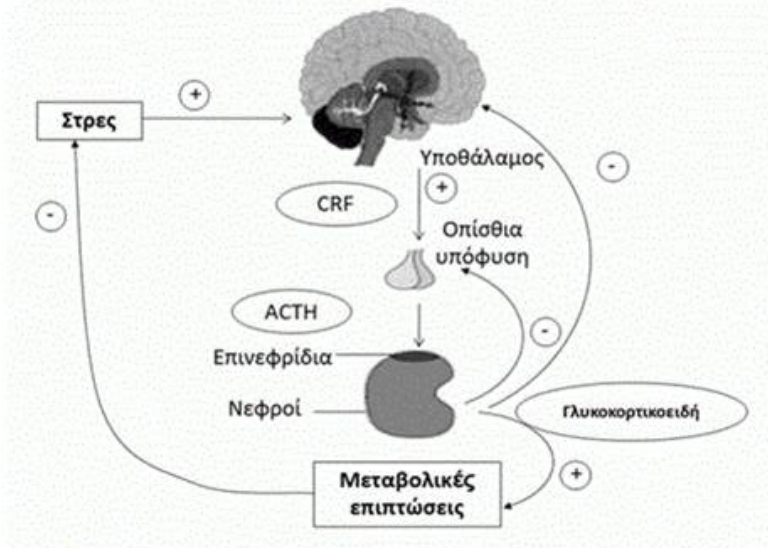 +
Στρες
Υποθάλαμος
-
+
CRF
-
Οπίσθια
υπόφυση
ACTH
-
Επινεφρίδια
Νεφροί
Γλυκοκορτικοειδή
Μεταβολικές
επιπτώσεις
+